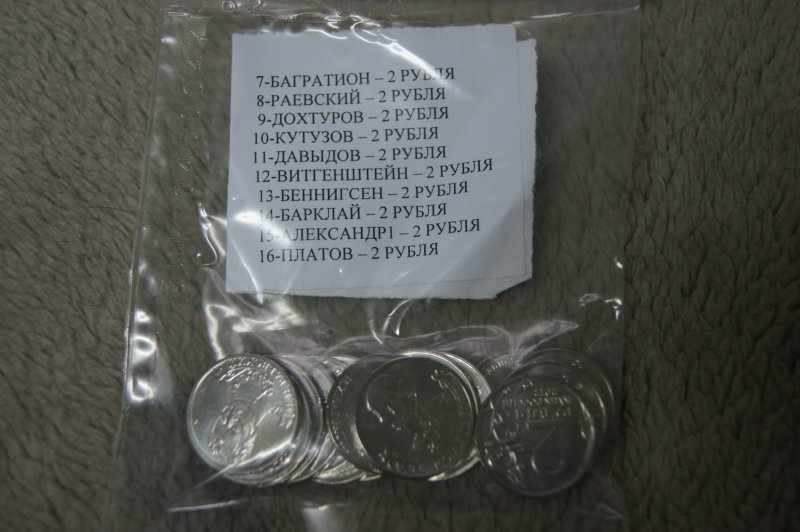 7-БАГРАТИОН – 2 РУБЛЯ
8-РАЕВСКИЙ – 2 РУБЛЯ
9-ДОХТУРОВ – 2 РУБЛЯ
10-КУТУЗОВ – 2 РУБЛЯ
11-ДАВЫДОВ – 2 РУБЛЯ
12-ВИТГЕНШТЕЙН – 2 РУБЛЯ
13-БЕННИГСЕН – 2 РУБЛЯ
14-БАРКЛАЙ – 2 РУБЛЯ
15-АЛЕКСАНДР1 – 2 РУБЛЯ
16-ПЛАТОВ – 2 РУБЛЯ
2